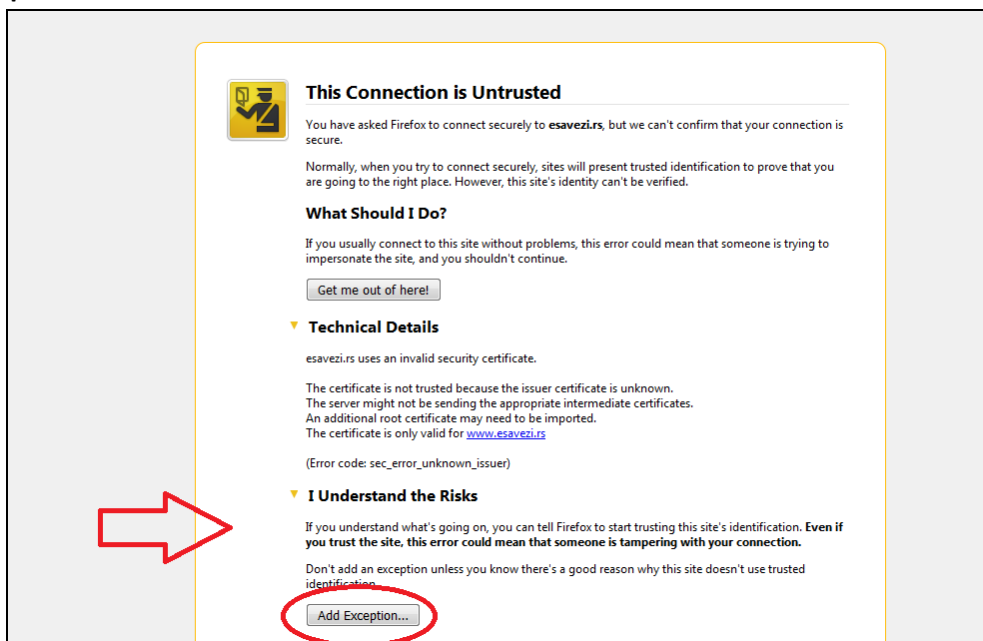 This Connection is Untrusted
You have asked Firefox to connect securely to esavezi.rs, but we can't confirm that your connection is
secure.
Normally, when you try to connect securely, sites will present trusted identification to prove that you
are going to the right place. However, this site's identity can't be verified.
What Should I Do?
If you usually connect to this site without problems, this error could mean that someone is trying to
impersonate the site, and you shouldn't continue.
Get me out of here!
Technical Details
esavezi.rs uses an invalid security certificate.
The certificate is not trusted because the issuer certificate is unknown.
The server might not be sending the appropriate intermediate certificates.
An additional root certificate may need to be imported.
The certificate is only valid for www.esavezi.rs
(Error code: sec_error_unknown_issuer)
I Understand the Risks
If you understand what's going on, you can tell Firefox to start trusting this site's identification. Even if
you trust the site, this error could mean that someone is tampering with your connection.
Don't add an exception unless you know there's a good reason why this site doesn't use trusted
identification.
Add Exception...